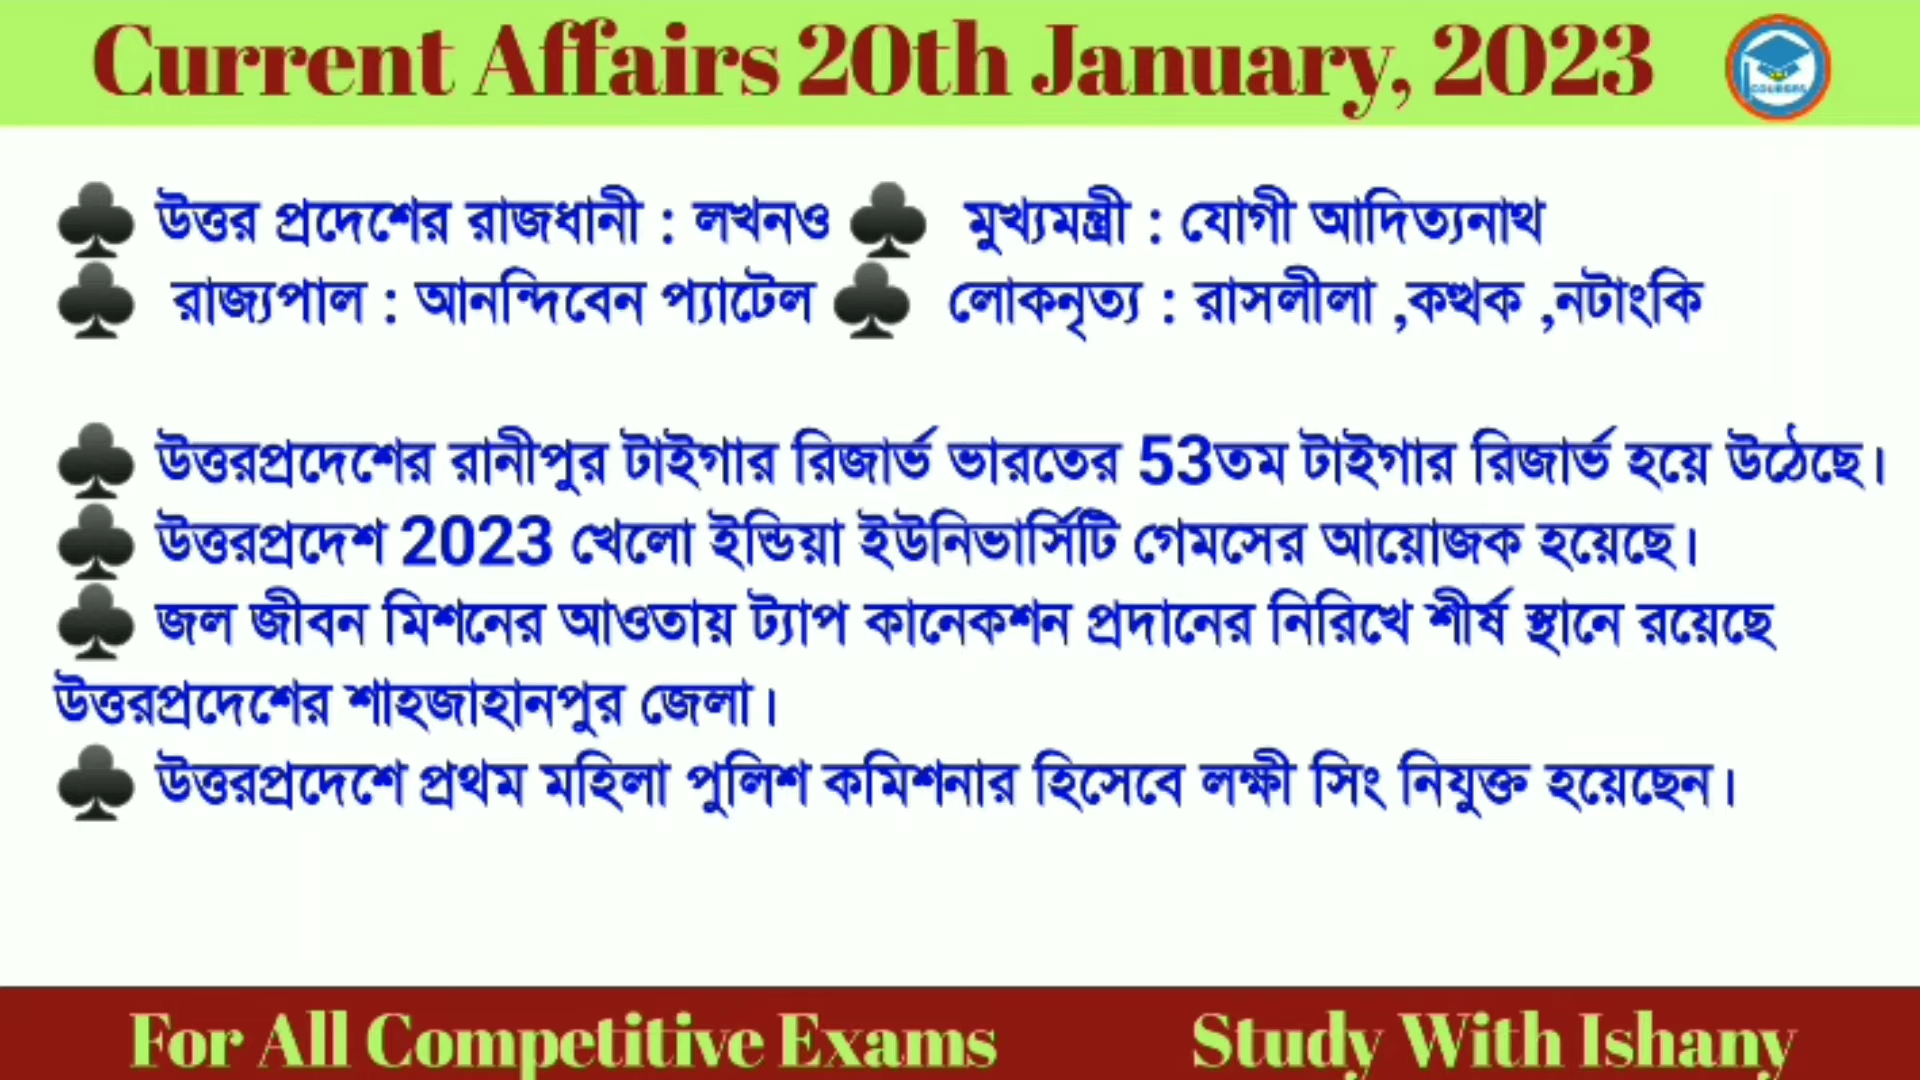 Current Affairs 20th January, 2023
COURSES
♣ উত্তর প্রদেশের রাজধানী : লখনও ♣ মুখ্যমন্ত্রী : যোগী আদিত্যনাথ
♣ রাজ্যপাল : আনন্দিবেন প্যাটেল ♣ লোকনৃত্য : রাসলীলা ,কত্থক ,নটাংকি
♣ উত্তরপ্রদেশের রানীপুর টাইগার রিজার্ভ ভারতের 53তম টাইগার রিজার্ভ হয়ে উঠেছে।
♣ উত্তরপ্রদেশ 2023 খেলো ইন্ডিয়া ইউনিভার্সিটি গেমসের আয়োজক হয়েছে।
♣ জল জীবন মিশনের আওতায় ট্যাপ কানেকশন প্রদানের নিরিখে শীর্ষ স্থানে রয়েছে
উত্তরপ্রদেশের শাহজাহানপুর জেলা।
♣ উত্তরপ্রদেশে প্রথম মহিলা পুলিশ কমিশনার হিসেবে লক্ষী সিং নিযুক্ত হয়েছেন।
For All Competitive Exams Study With Ishany